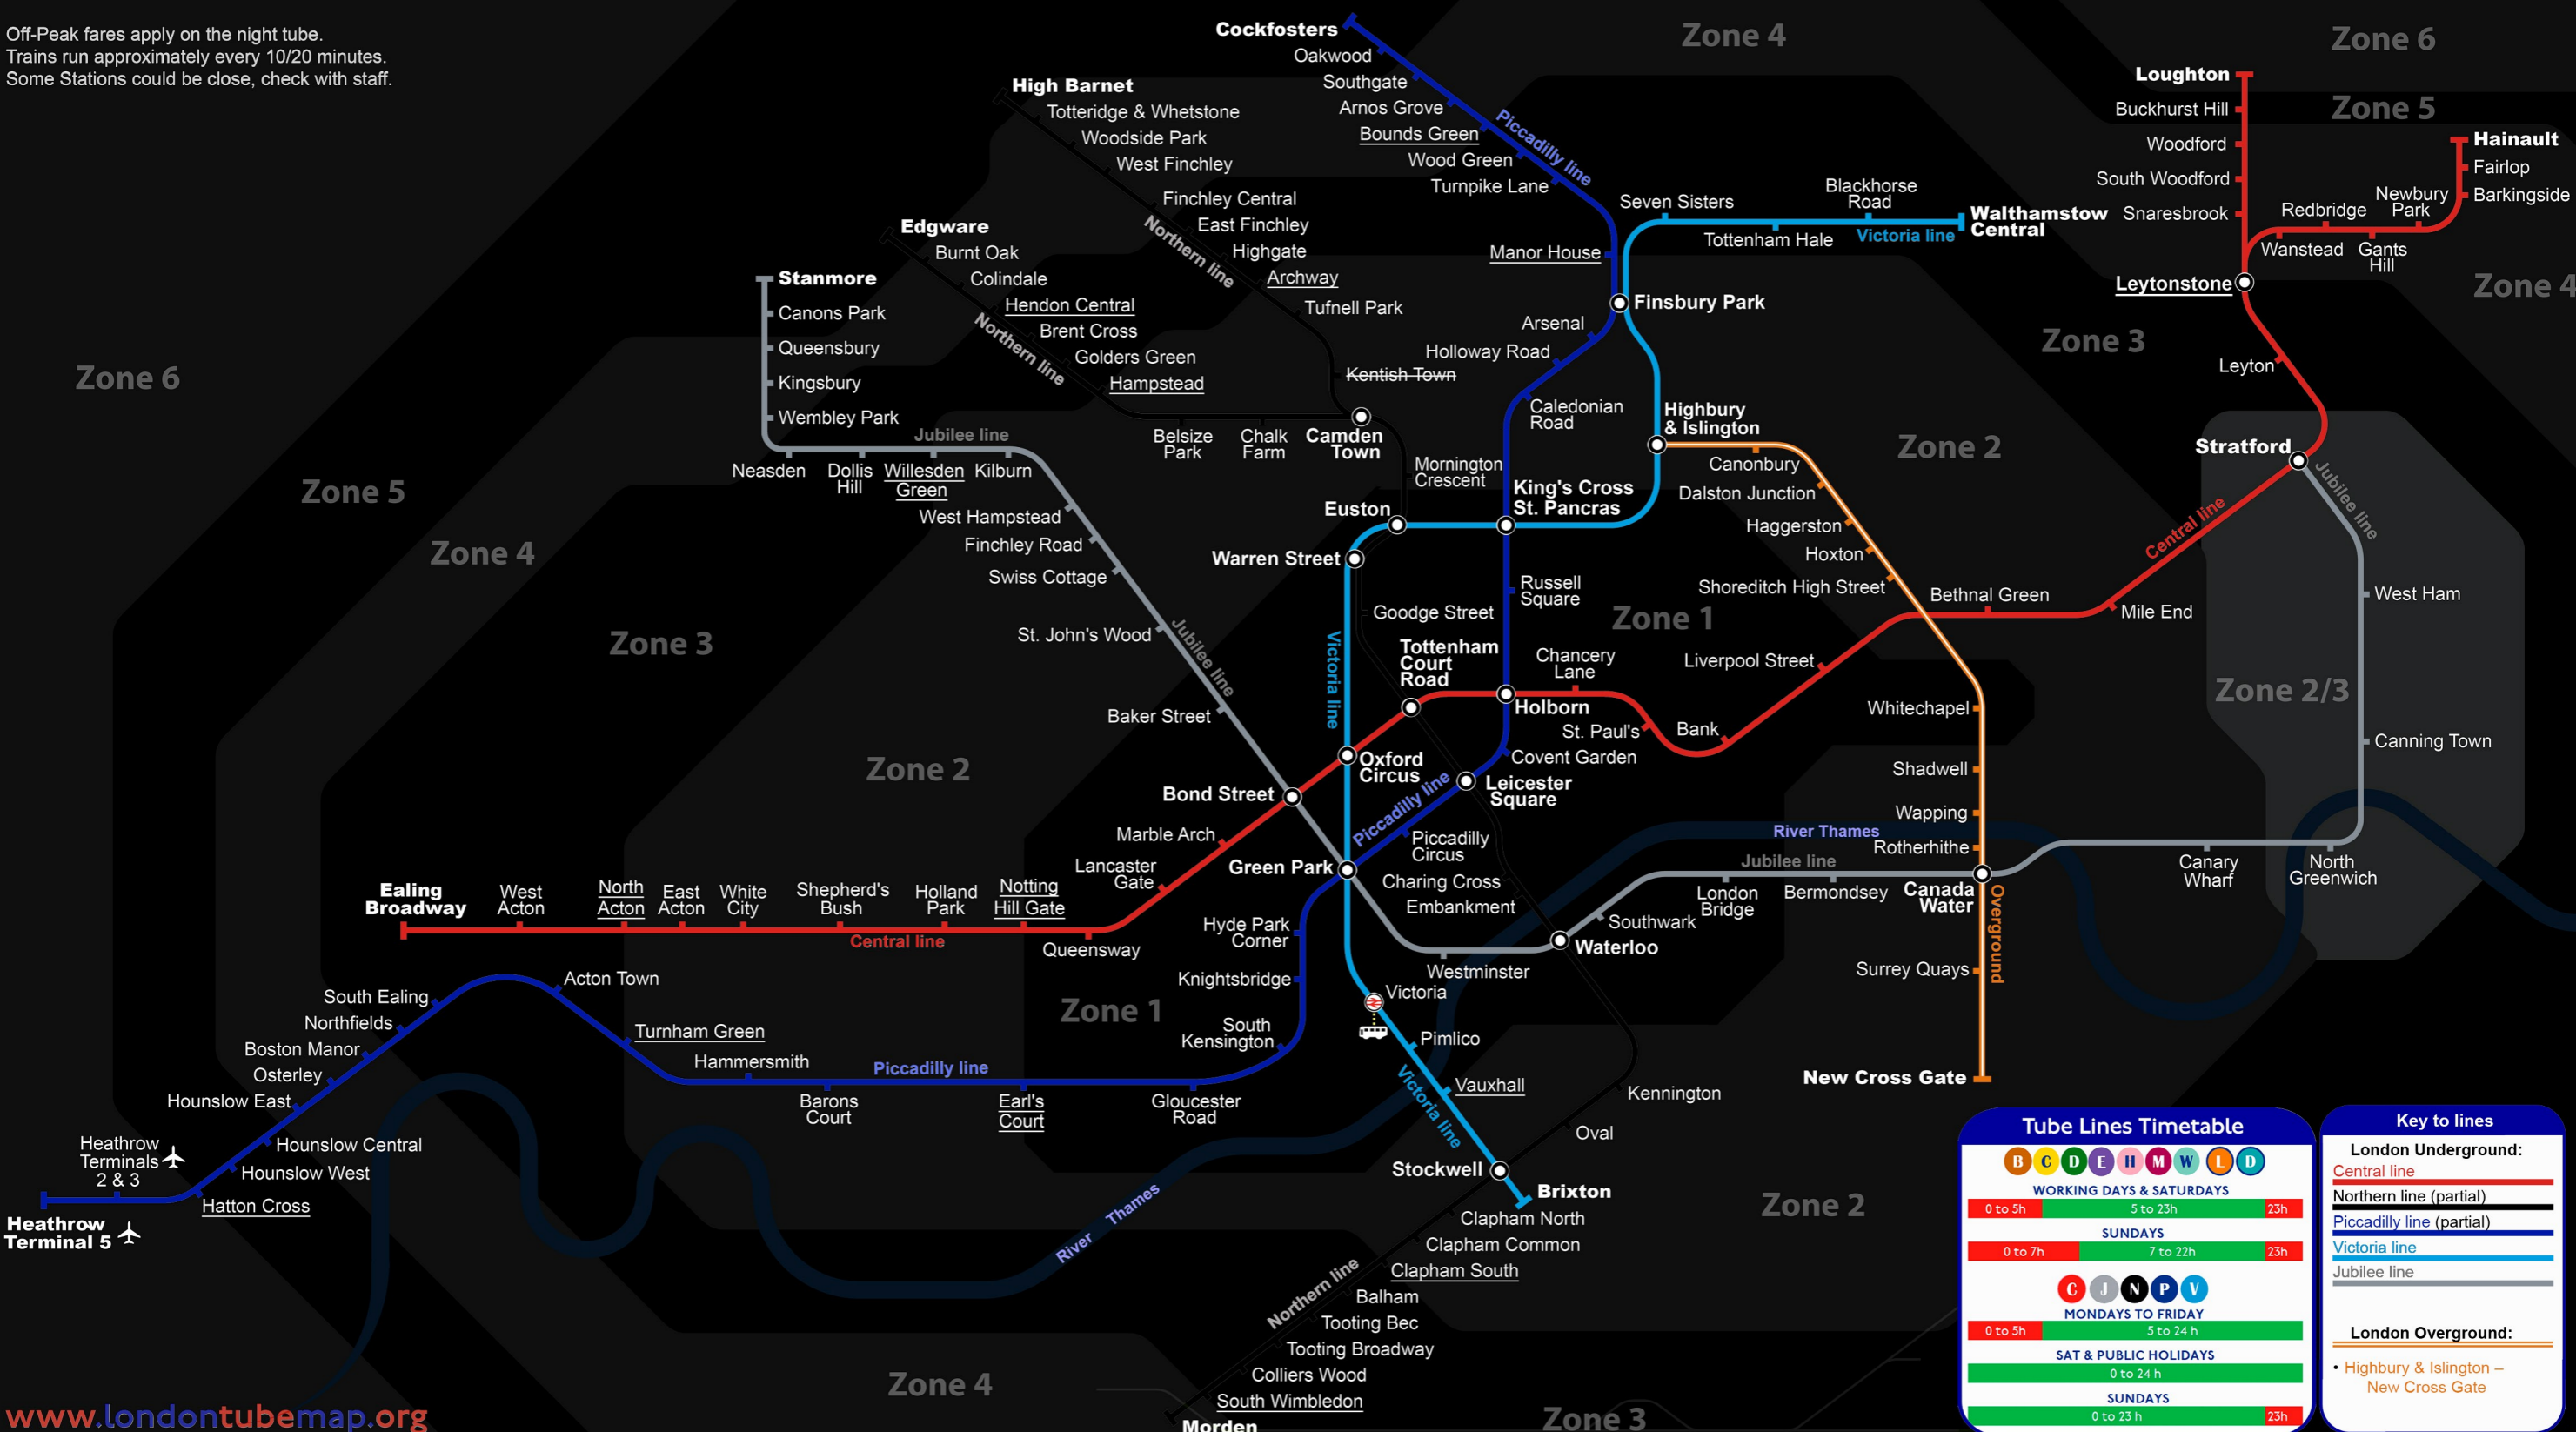 Off-Peak fares apply on the night tube.
Trains run approximately every 10/20 minutes.
Some Stations could be close, check with staff.
Zone 4
Zone 6
Zone 5
Zone 4
Zone 3
Zone 2
Zone 1
Zone 2/3
Zone 6
Zone 5
Zone 4
Zone 3
Zone 2
Zone 1
Zone 2
Zone 4
Zone 3
Cockfosters
Oakwood
Southgate
Arnos Grove
Bounds Green
Wood Green
Turnpike Lane
Piccadilly line
Manor House
Finsbury Park
Arsenal
Holloway Road
Caledonian
Road
King's Cross
St. Pancras
Russell
Square
Holborn
Covent Garden
Leicester
Square
Piccadilly line
Piccadilly
Circus
Green Park
Hyde Park
Corner
Knightsbridge
South
Kensington
Gloucester
Road
Earl's
Court
Piccadilly line
Barons
Court
Hammersmith
Turnham Green
Acton Town
South Ealing
Northfields
Boston Manor
Osterley
Hounslow East
Hounslow Central
Hounslow West
Hatton Cross
Heathrow
Terminals
2 & 3
Heathrow
Terminal 5
High Barnet
Totteridge & Whetstone
Woodside Park
West Finchley
Finchley Central
East Finchley
Highgate
Archway
Tufnell Park
Kentish Town
Northern line
Edgware
Burnt Oak
Colindale
Hendon Central
Brent Cross
Golders Green
Hampstead
Northern line
Belsize
Park
Chalk
Farm
Camden
Town
Mornington
Crescent
Euston
Warren Street
Goodge Street
Tottenham
Court
Road
Charing Cross
Embankment
Waterloo
Kennington
Oval
Stockwell
Clapham North
Clapham Common
Clapham South
Balham
Tooting Bec
Tooting Broadway
Colliers Wood
South Wimbledon
Morden
Northern line
Stanmore
Canons Park
Queensbury
Kingsbury
Wembley Park
Jubilee line
Neasden
Dollis
Hill
Willesden
Green
Kilburn
West Hampstead
Finchley Road
Swiss Cottage
St. John's Wood
Jubilee line
Baker Street
Bond Street
Westminster
Southwark
London
Bridge
Bermondsey
Jubilee line
Canada
Water
Canary
Wharf
North
Greenwich
Canning Town
West Ham
Jubilee line
Stratford
Walthamstow
Central
Blackhorse
Road
Tottenham Hale
Seven Sisters
Victoria line
Highbury
& Islington
Victoria line
Oxford
Circus
Victoria
Pimlico
Vauxhall
Victoria line
Brixton
Canonbury
Dalston Junction
Haggerston
Hoxton
Shoreditch High Street
Whitechapel
Shadwell
Wapping
Rotherhithe
Overground
Surrey Quays
New Cross Gate
Loughton
Buckhurst Hill
Woodford
South Woodford
Snaresbrook
Hainault
Fairlop
Barkingside
Newbury
Park
Redbridge
Gants
Hill
Wanstead
Leytonstone
Leyton
Central line
Mile End
Bethnal Green
Liverpool Street
Bank
St. Paul's
Chancery
Lane
Marble Arch
Lancaster
Gate
Queensway
Notting
Hill Gate
Holland
Park
Central line
Shepherd's
Bush
White
City
East
Acton
North
Acton
West
Acton
Ealing
Broadway
River Thames
River
Thames
www.londontubemap.org
Tube Lines Timetable
B C D E H M W L D
WORKING DAYS & SATURDAYS
0 to 5h 5 to 23h 23h
SUNDAYS
0 to 7h 7 to 22h 23h
C J N P V
MONDAYS TO FRIDAY
0 to 5h 5 to 24 h
SAT & PUBLIC HOLIDAYS
0 to 24 h
SUNDAYS
0 to 23 h 23h
Key to lines
London Underground:
Central line
Northern line (partial)
Piccadilly line (partial)
Victoria line
Jubilee line
London Overground:
• Highbury & Islington –
New Cross Gate